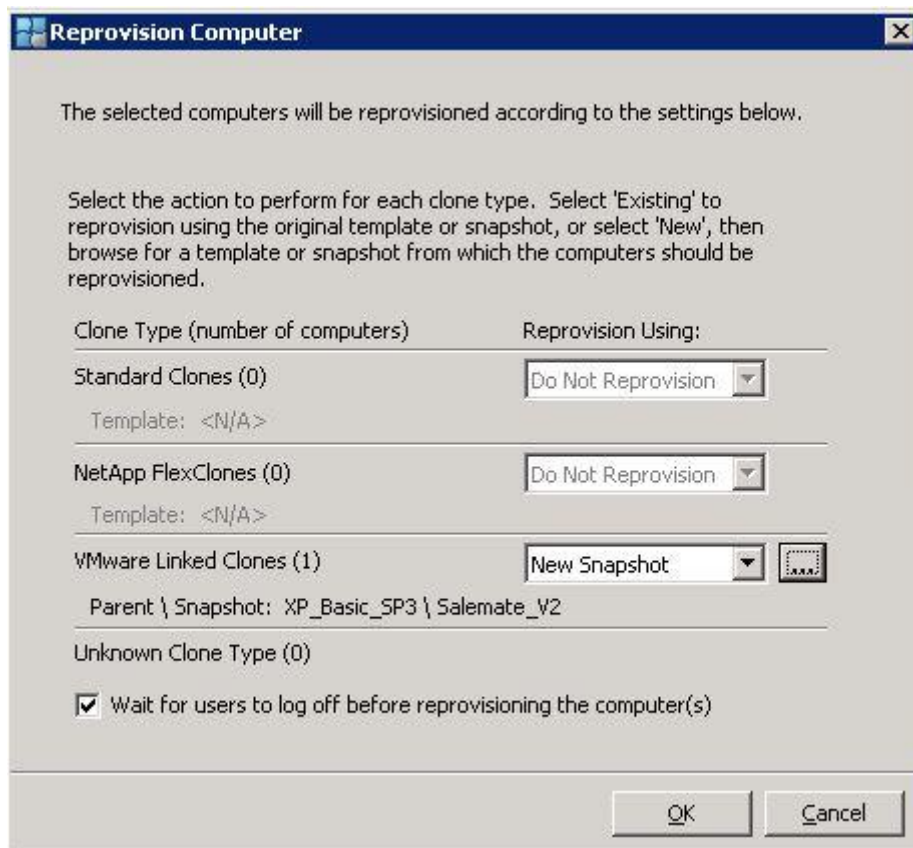 Reprovision Computer
The selected computers will be reprovisioned according to the settings below.
Select the action to perform for each clone type. Select 'Existing' to
reprovision using the original template or snapshot, or select 'New', then
browse for a template or snapshot from which the computers should be
reprovisioned.
Clone Type (number of computers) Reprovision Using:
Standard Clones (0) Do Not Reprovision
Template: <N/A>
NetApp FlexClones (0) Do Not Reprovision
Template: <N/A>
VMware Linked Clones (1) New Snapshot ...
Parent \ Snapshot: XP_Basic_SP3 \ Salemate_V2
Unknown Clone Type (0)
Wait for users to log off before reprovisioning the computer(s)
OK Cancel